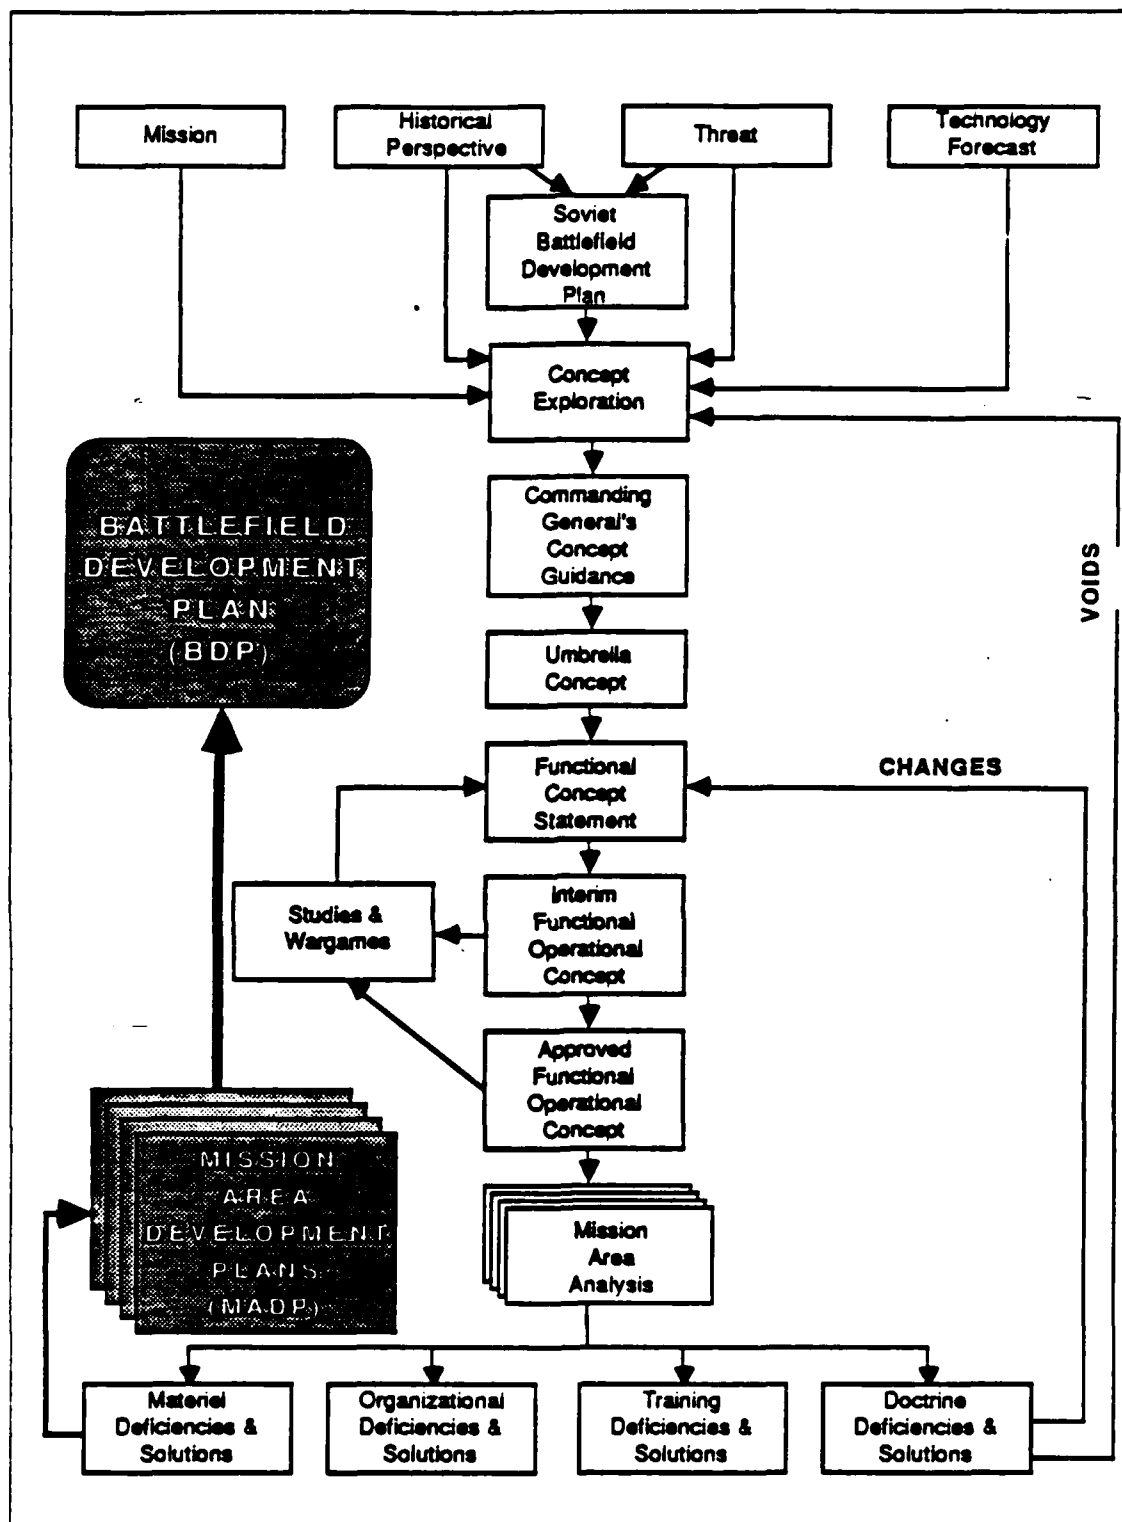 Mission
Historical
Perspective
Threat
Technology
Forecast
Soviet
Battlefield
Development
Plan
Concept
Exploration
Commanding
General's
Concept
Guidance
BATTLEFIELD
DEVELOPMENT
PLAN
(BDP)
VOIDS
Umbrella
Concept
Functional
Concept
Statement
CHANGES
Studies &
Wargames
Interim
Functional
Operational
Concept
Approved
Functional
Operational
Concept
MISSION
AREA
DEVELOPMENT
PLANS
(MADP)
Mission
Area
Analysis
Materiel
Deficiencies &
Solutions
Organizational
Deficiencies &
Solutions
Training
Deficiencies &
Solutions
Doctrine
Deficiencies &
Solutions